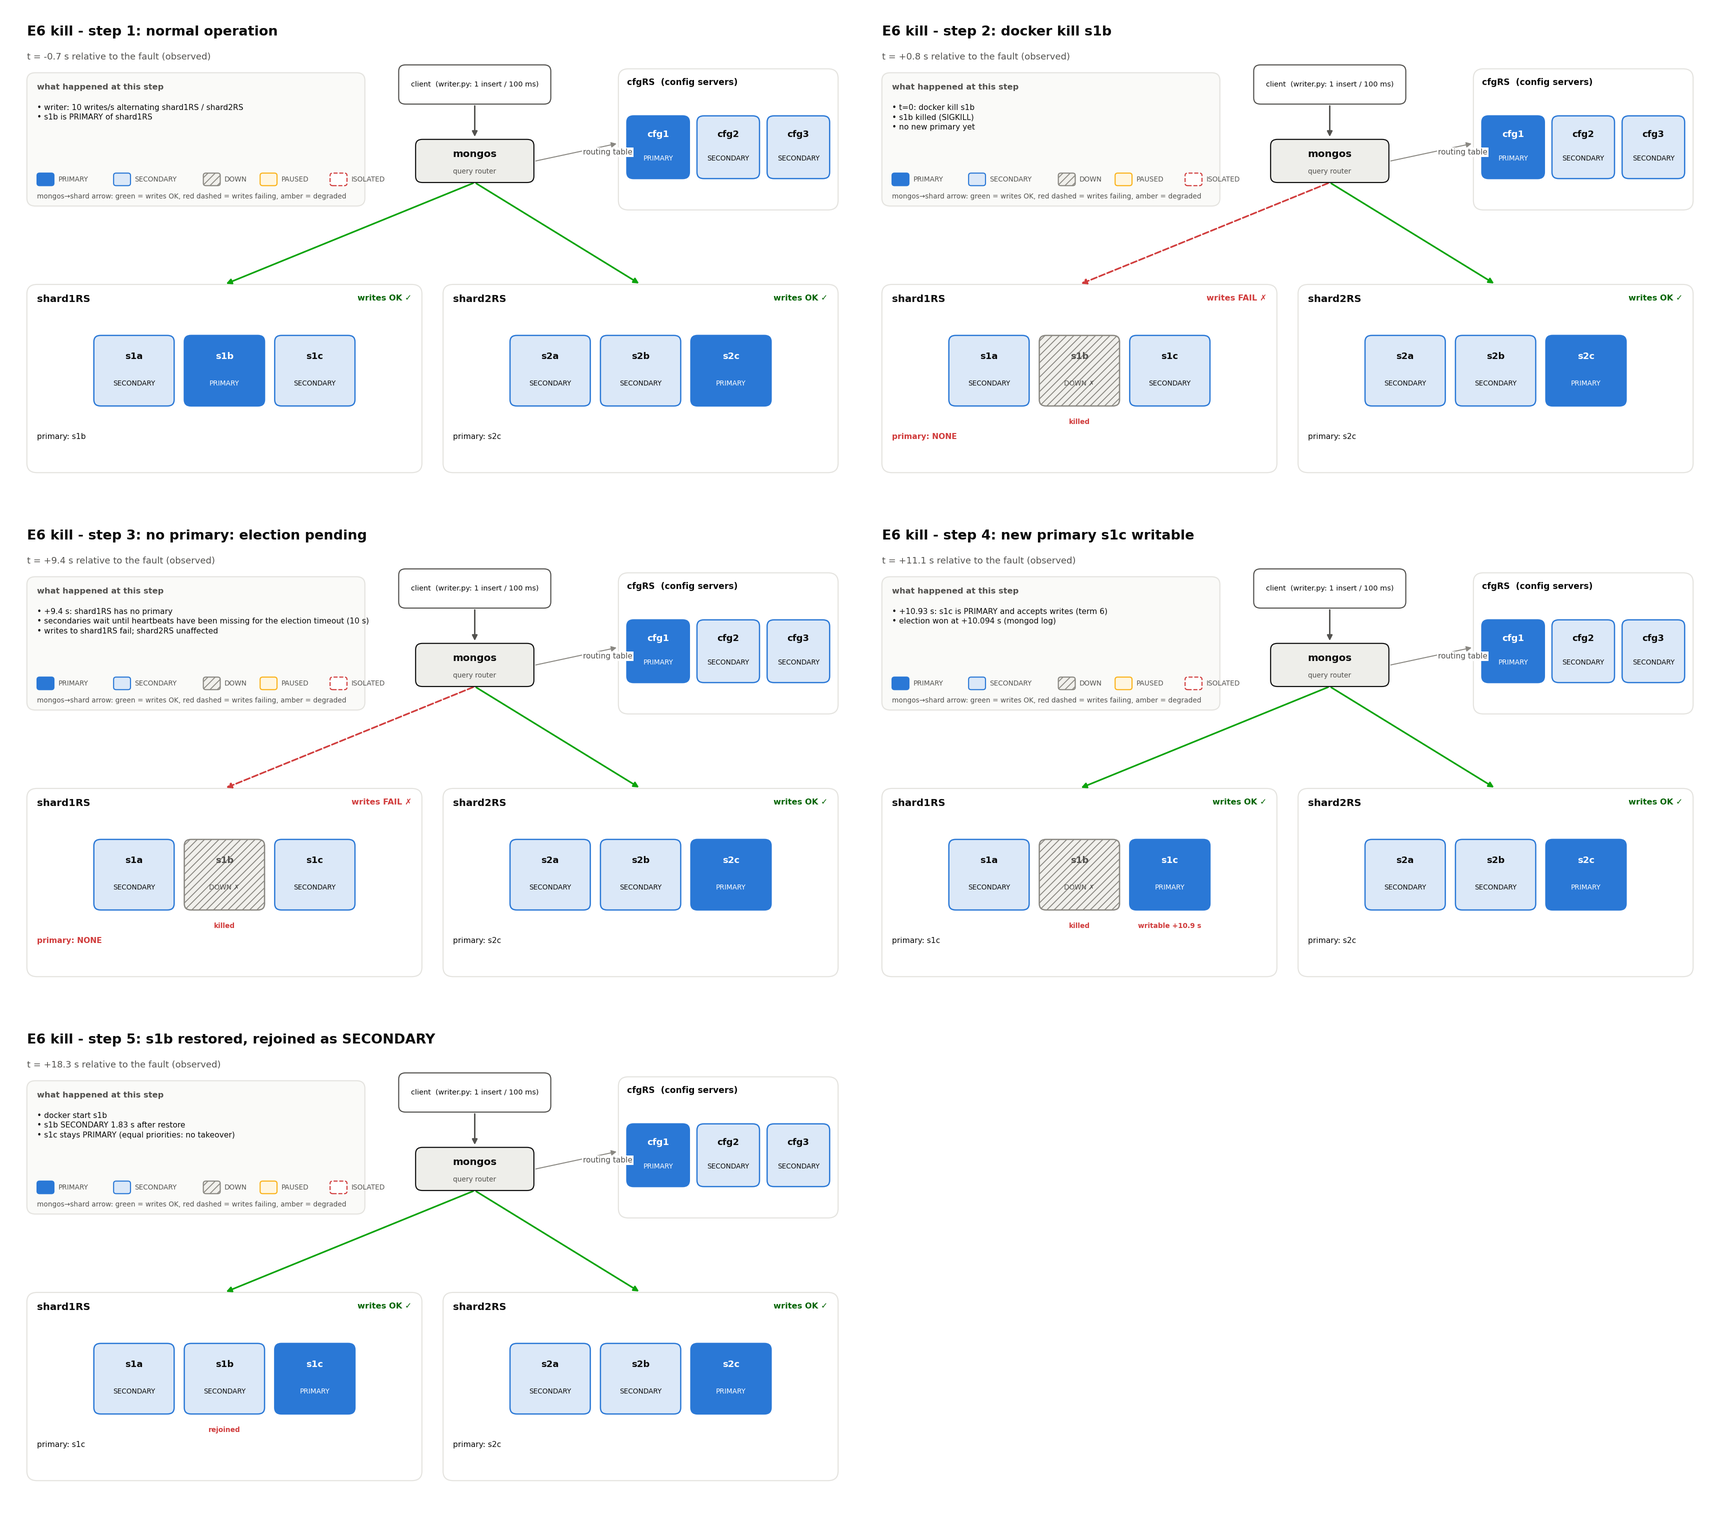 E6 kill - step 1: normal operation
t = -0.7 s relative to the fault (observed)
what happened at this step
• writer: 10 writes/s alternating shard1RS / shard2RS
• s1b is PRIMARY of shard1RS
PRIMARY SECONDARY DOWN PAUSED ISOLATED
mongos→shard arrow: green = writes OK, red dashed = writes failing, amber = degraded
client (writer.py: 1 insert / 100 ms)
mongos
query router
routing table
cfgRS (config servers)
cfg1 cfg2 cfg3
PRIMARY SECONDARY SECONDARY
shard1RS writes OK ✓
s1a s1b s1c
SECONDARY PRIMARY SECONDARY
primary: s1b
shard2RS writes OK ✓
s2a s2b s2c
SECONDARY SECONDARY PRIMARY
primary: s2c
E6 kill - step 2: docker kill s1b
t = +0.8 s relative to the fault (observed)
what happened at this step
• t=0: docker kill s1b
• s1b killed (SIGKILL)
• no new primary yet
PRIMARY SECONDARY DOWN PAUSED ISOLATED
mongos→shard arrow: green = writes OK, red dashed = writes failing, amber = degraded
client (writer.py: 1 insert / 100 ms)
mongos
query router
routing table
cfgRS (config servers)
cfg1 cfg2 cfg3
PRIMARY SECONDARY SECONDARY
shard1RS writes FAIL ✗
s1a s1b s1c
SECONDARY DOWN ✗ SECONDARY
killed
primary: NONE
shard2RS writes OK ✓
s2a s2b s2c
SECONDARY SECONDARY PRIMARY
primary: s2c
E6 kill - step 3: no primary: election pending
t = +9.4 s relative to the fault (observed)
what happened at this step
• +9.4 s: shard1RS has no primary
• secondaries wait until heartbeats have been missing for the election timeout (10 s)
• writes to shard1RS fail; shard2RS unaffected
PRIMARY SECONDARY DOWN PAUSED ISOLATED
mongos→shard arrow: green = writes OK, red dashed = writes failing, amber = degraded
client (writer.py: 1 insert / 100 ms)
mongos
query router
routing table
cfgRS (config servers)
cfg1 cfg2 cfg3
PRIMARY SECONDARY SECONDARY
shard1RS writes FAIL ✗
s1a s1b s1c
SECONDARY DOWN ✗ SECONDARY
killed
primary: NONE
shard2RS writes OK ✓
s2a s2b s2c
SECONDARY SECONDARY PRIMARY
primary: s2c
E6 kill - step 4: new primary s1c writable
t = +11.1 s relative to the fault (observed)
what happened at this step
• +10.93 s: s1c is PRIMARY and accepts writes (term 6)
• election won at +10.094 s (mongod log)
PRIMARY SECONDARY DOWN PAUSED ISOLATED
mongos→shard arrow: green = writes OK, red dashed = writes failing, amber = degraded
client (writer.py: 1 insert / 100 ms)
mongos
query router
routing table
cfgRS (config servers)
cfg1 cfg2 cfg3
PRIMARY SECONDARY SECONDARY
shard1RS writes OK ✓
s1a s1b s1c
SECONDARY DOWN ✗ PRIMARY
killed writable +10.9 s
primary: s1c
shard2RS writes OK ✓
s2a s2b s2c
SECONDARY SECONDARY PRIMARY
primary: s2c
E6 kill - step 5: s1b restored, rejoined as SECONDARY
t = +18.3 s relative to the fault (observed)
what happened at this step
• docker start s1b
• s1b SECONDARY 1.83 s after restore
• s1c stays PRIMARY (equal priorities: no takeover)
PRIMARY SECONDARY DOWN PAUSED ISOLATED
mongos→shard arrow: green = writes OK, red dashed = writes failing, amber = degraded
client (writer.py: 1 insert / 100 ms)
mongos
query router
routing table
cfgRS (config servers)
cfg1 cfg2 cfg3
PRIMARY SECONDARY SECONDARY
shard1RS writes OK ✓
s1a s1b s1c
SECONDARY SECONDARY PRIMARY
rejoined
primary: s1c
shard2RS writes OK ✓
s2a s2b s2c
SECONDARY SECONDARY PRIMARY
primary: s2c